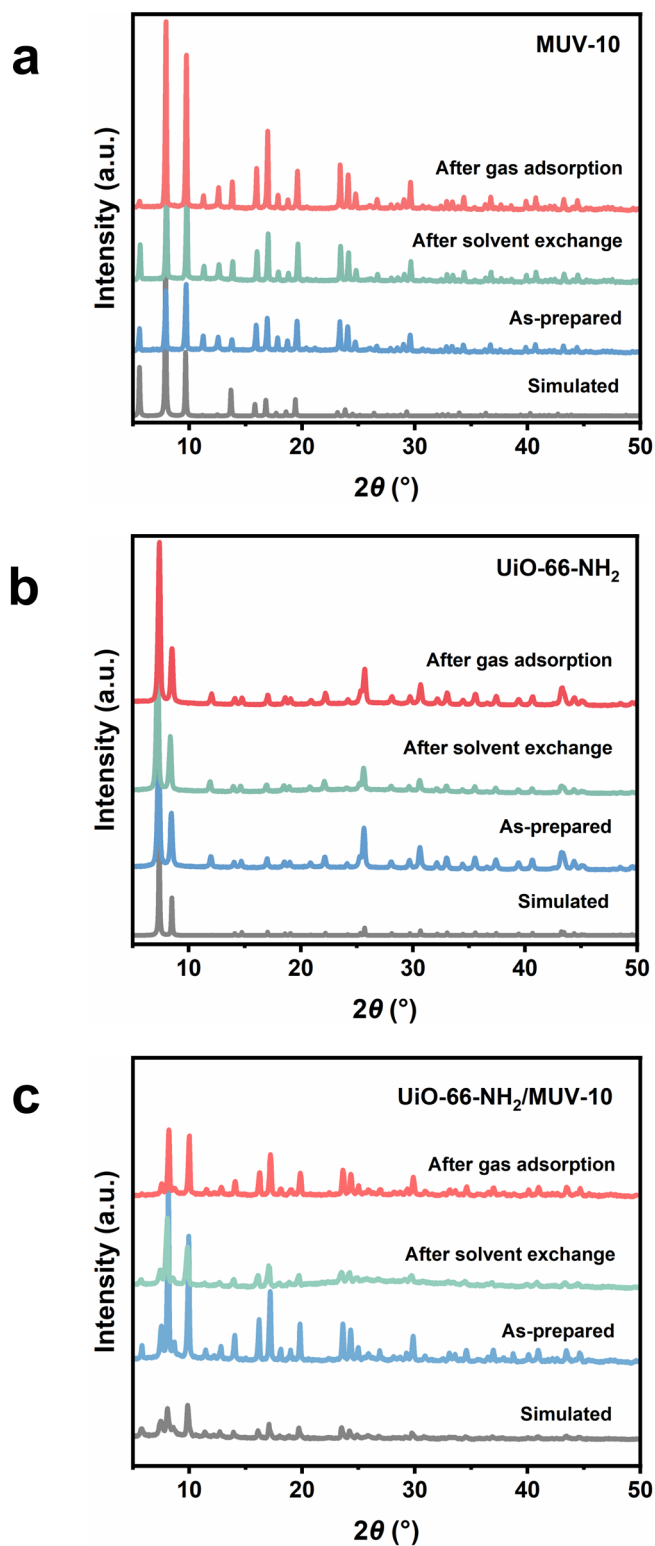 a
MUV-10
After gas adsorption
After solvent exchange
As-prepared
Simulated
Intensity (a.u.)
10 20 30 40 50
2θ (°)
b
UiO-66-NH₂
After gas adsorption
After solvent exchange
As-prepared
Simulated
Intensity (a.u.)
10 20 30 40 50
2θ (°)
c
UiO-66-NH₂/MUV-10
After gas adsorption
After solvent exchange
As-prepared
Simulated
Intensity (a.u.)
10 20 30 40 50
2θ (°)